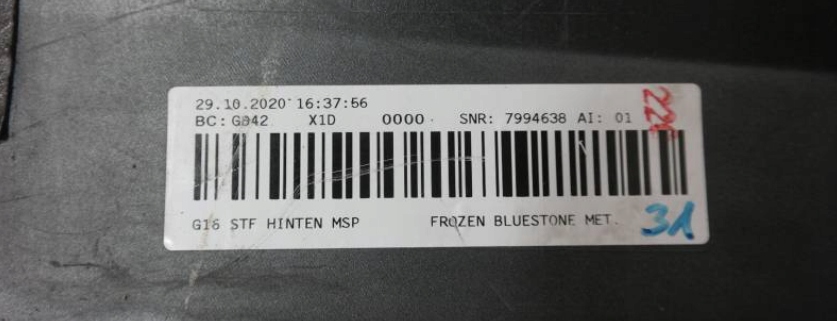 29.10.2020 16:37:56
BC: G042 X1D 0000 SNR: 7994638 AI: 01
322
G16 STF HINTEN MSP FROZEN BLUESTONE MET.
31